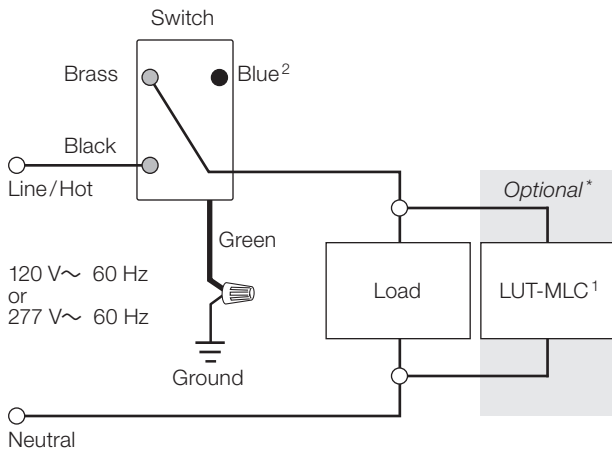 Switch
Brass
Blue²
Black
Line/Hot
Optional*
Green
120 V~ 60 Hz
or
277 V~ 60 Hz
Load
LUT-MLC¹
Ground
Neutral